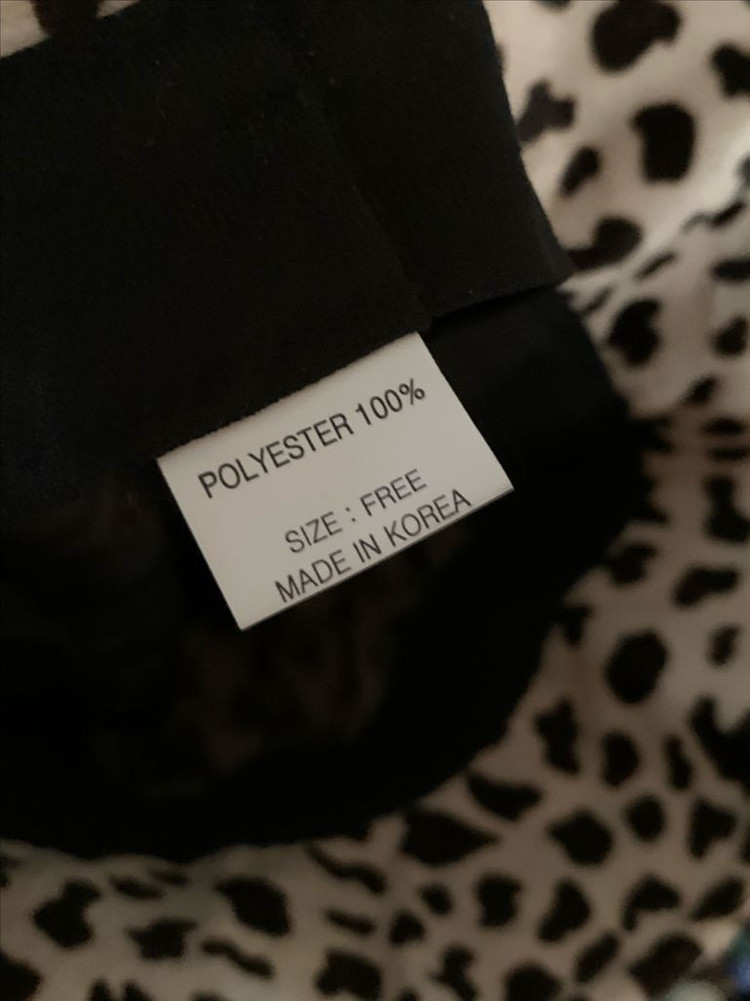 POLYESTER 100%
SIZE : FREE
MADE IN KOREA